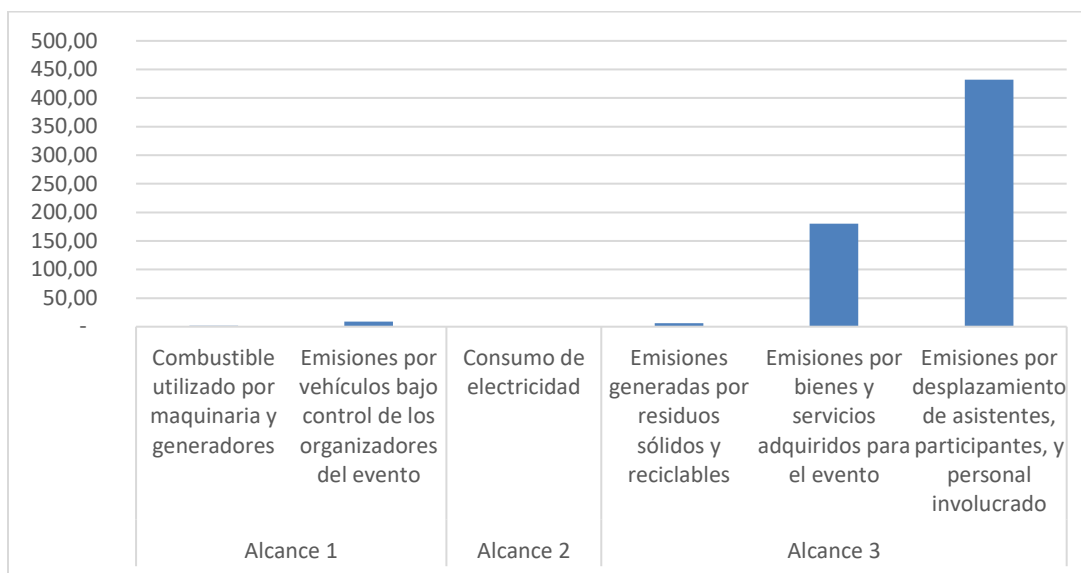 500,00
450,00
400,00
350,00
300,00
250,00
200,00
150,00
100,00
50,00
-
Combustible
utilizado por
maquinaria y
generadores
Emisiones por
vehículos bajo
control de los
organizadores
del evento
Consumo de
electricidad
Emisiones
generadas por
residuos
sólidos y
reciclables
Emisiones por
bienes y
servicios
adquiridos para
el evento
Emisiones por
desplazamiento
de asistentes,
participantes, y
personal
involucrado
Alcance 1
Alcance 2
Alcance 3